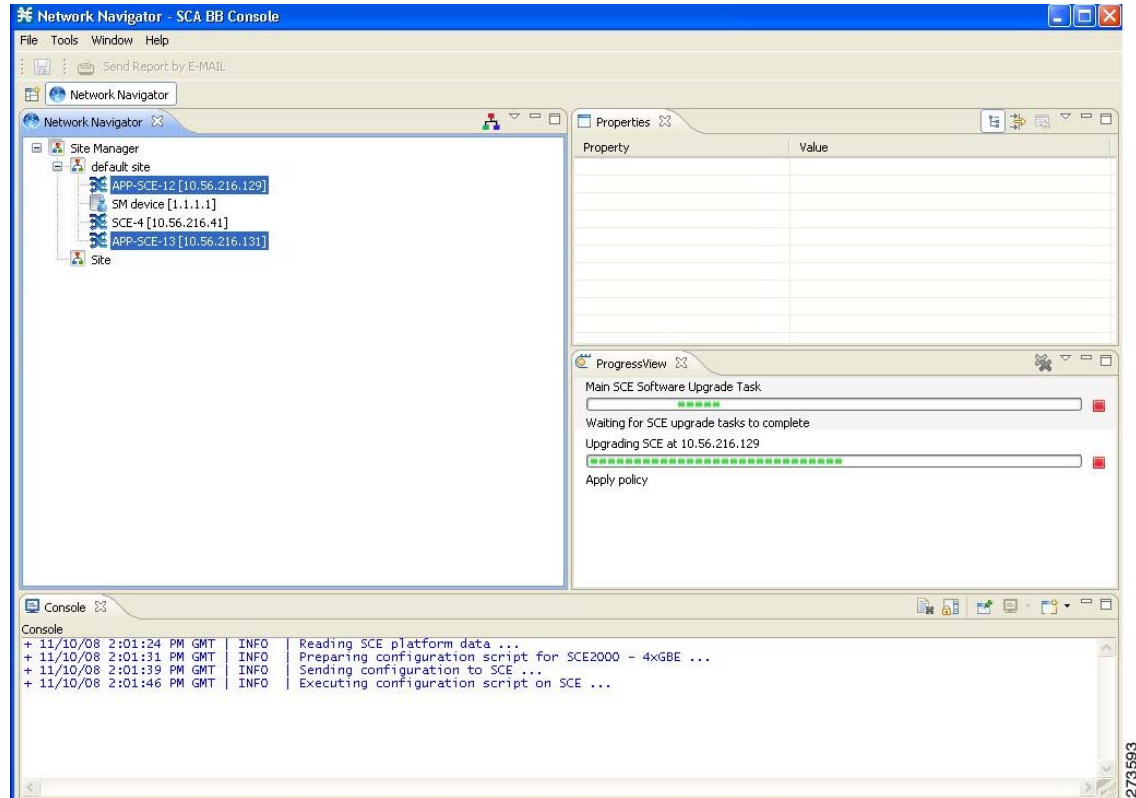 Network Navigator - SCA BB Console
File Tools Window Help
Send Report by E-MAIL
Network Navigator
Network Navigator
Site Manager
default site
APP-SCE-12 [10.56.216.129]
SM device [1.1.1.1]
SCE-4 [10.56.216.41]
APP-SCE-13 [10.56.216.131]
Site
Properties
Property Value
ProgressView
Main SCE Software Upgrade Task
Waiting for SCE upgrade tasks to complete
Upgrading SCE at 10.56.216.129
Apply policy
Console
Console
+ 11/10/08 2:01:24 PM GMT | INFO | Reading SCE platform data ...
+ 11/10/08 2:01:31 PM GMT | INFO | Preparing configuration script for SCE2000 - 4xGBE ...
+ 11/10/08 2:01:39 PM GMT | INFO | Sending configuration to SCE ...
+ 11/10/08 2:01:46 PM GMT | INFO | Executing configuration script on SCE ...
273593